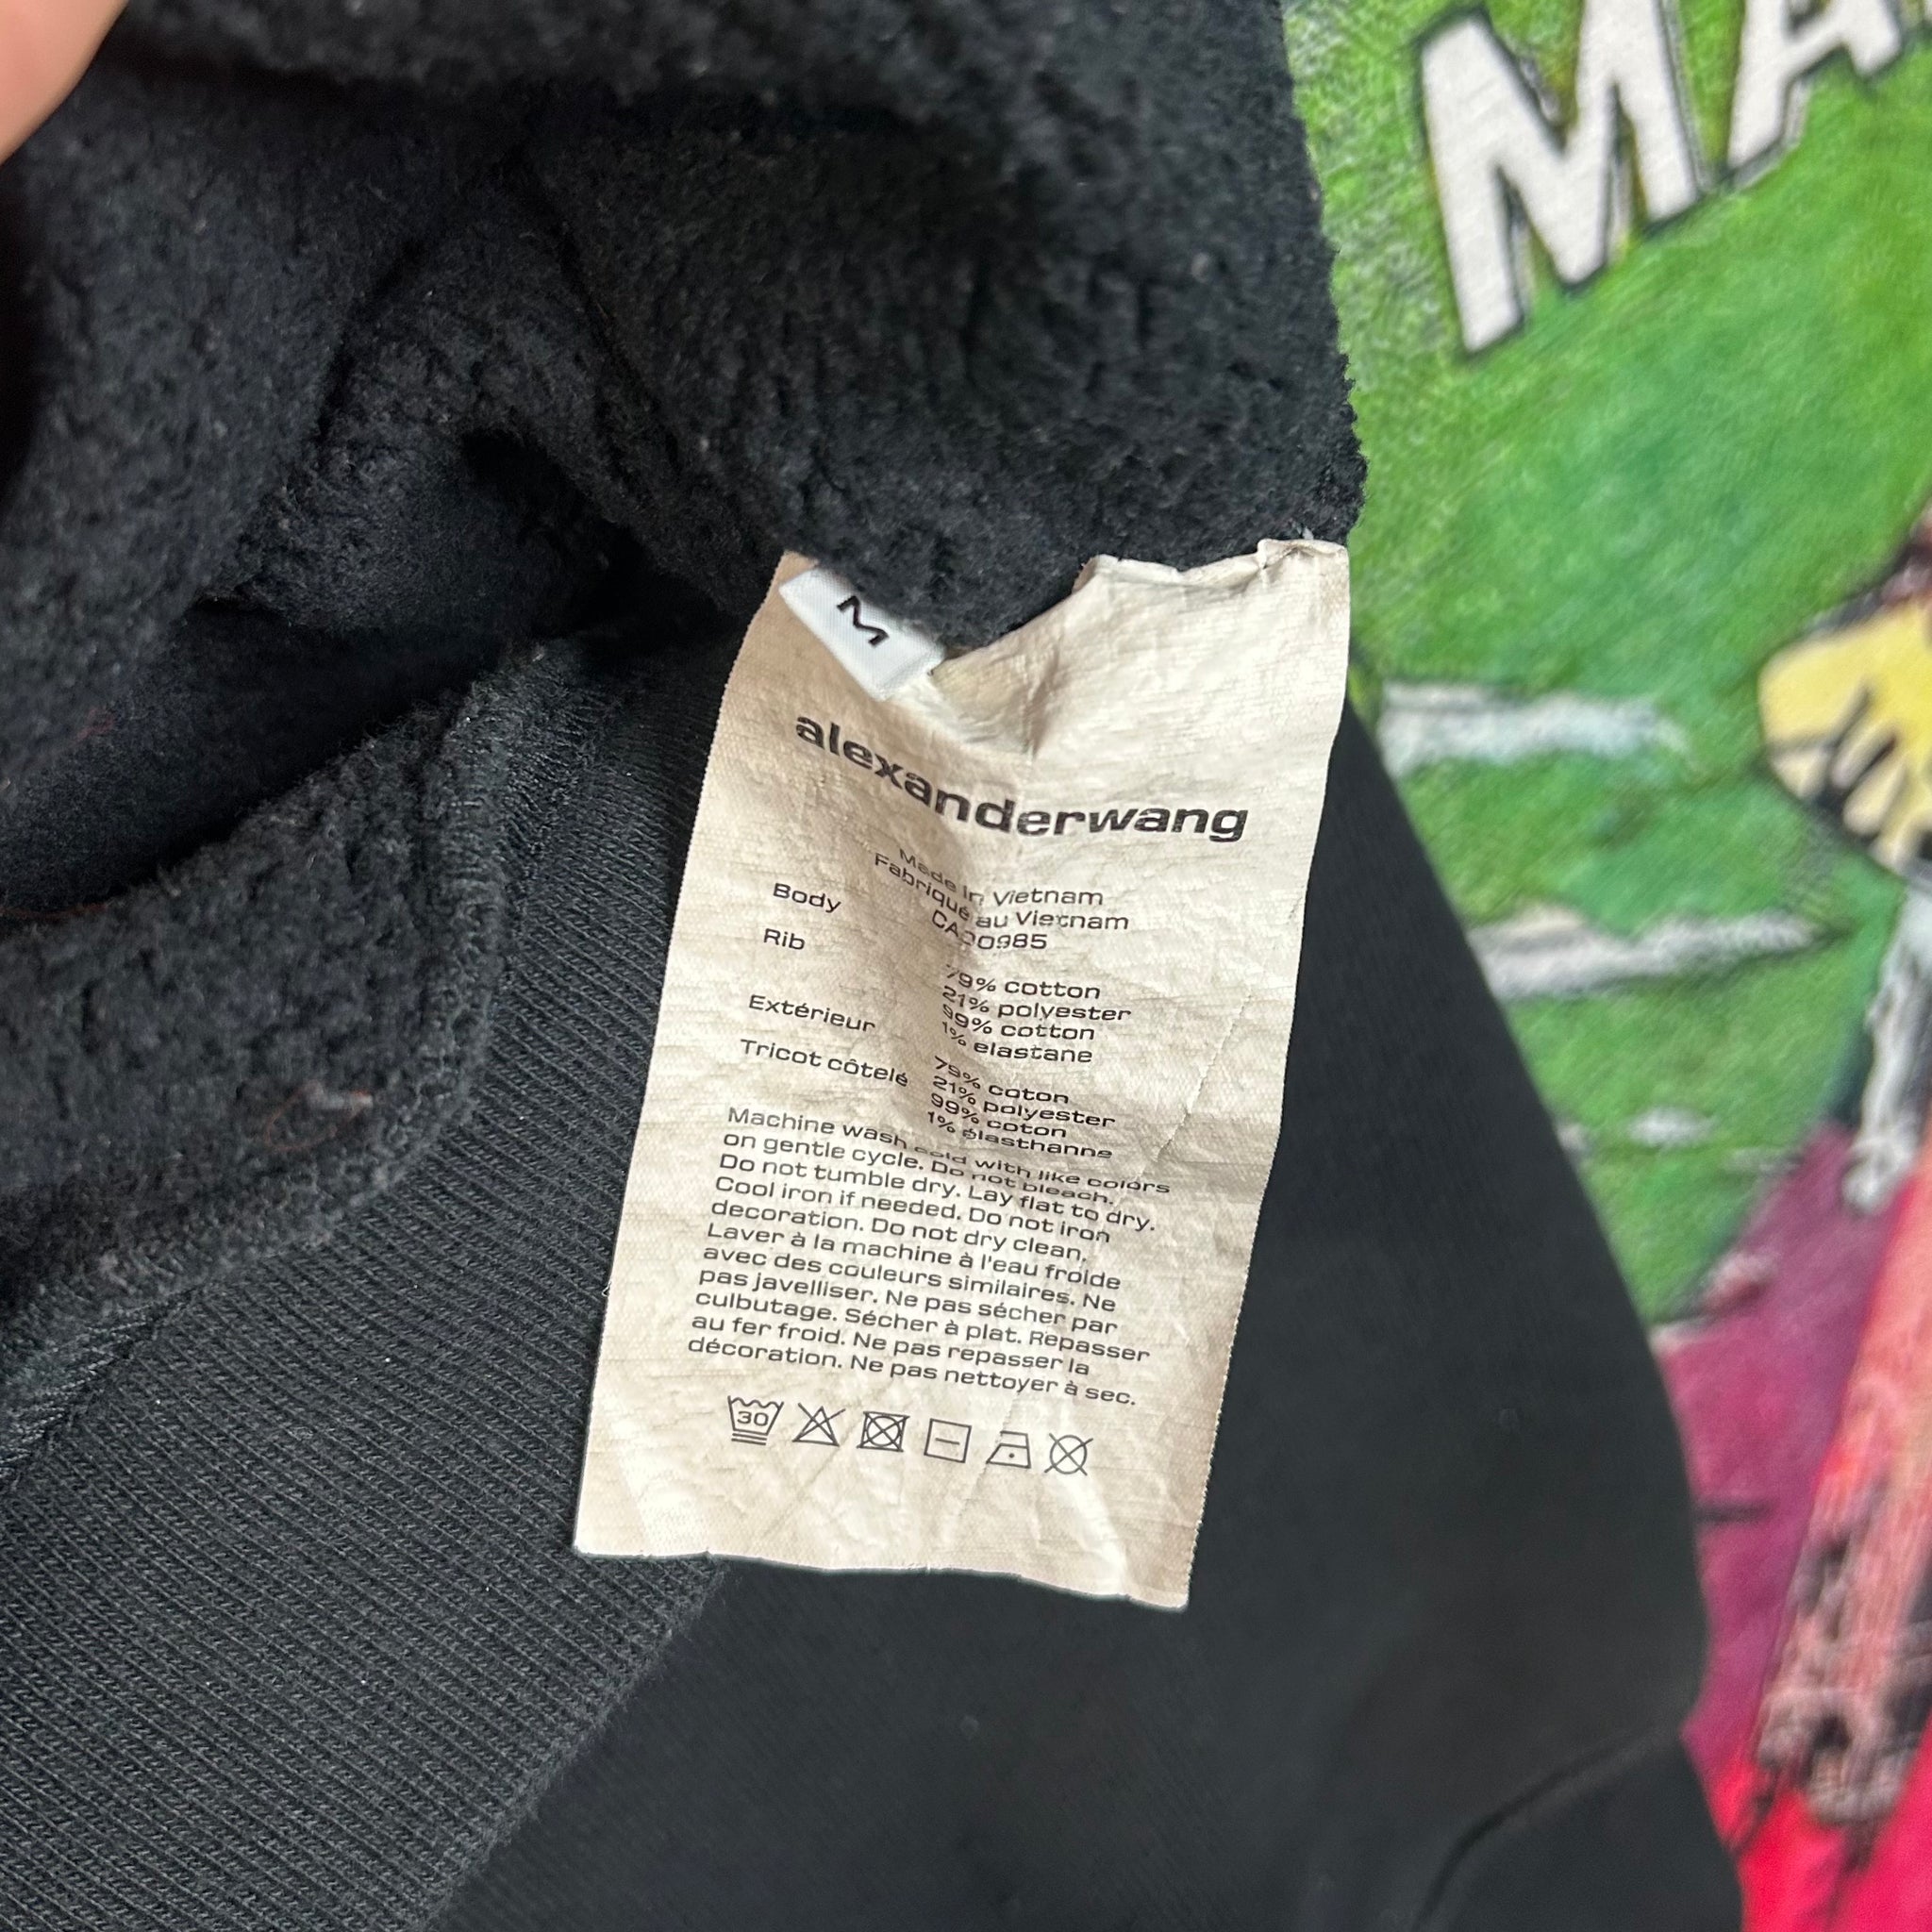 MA
M
alexanderwang
Made in Vietnam
Fabriqué au Vietnam
CA00985
Body 79% cotton
21% polyester
Rib 99% cotton
1% elastane
Extérieur 79% coton
21% polyester
Tricot côtelé 99% coton
1% élasthanne
Machine wash cold with like colors
on gentle cycle. Do not bleach.
Do not tumble dry. Lay flat to dry.
Cool iron if needed. Do not iron
decoration. Do not dry clean.
Laver à la machine à l'eau froide
avec des couleurs similaires. Ne
pas javelliser. Ne pas sécher par
culbutage. Sécher à plat. Repasser
au fer froid. Ne pas repasser la
décoration. Ne pas nettoyer à sec.
30